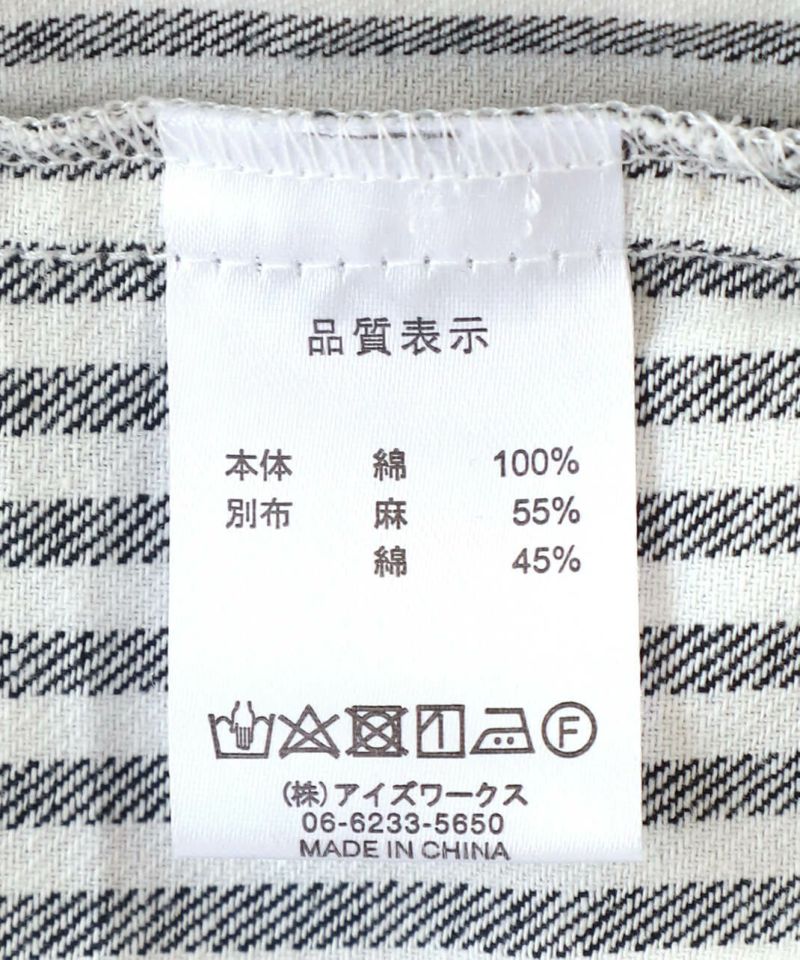 品質表示
本体 綿 100%
別布 麻 55%
綿 45%
F
(株)アイズワークス
06-6233-5650
MADE IN CHINA